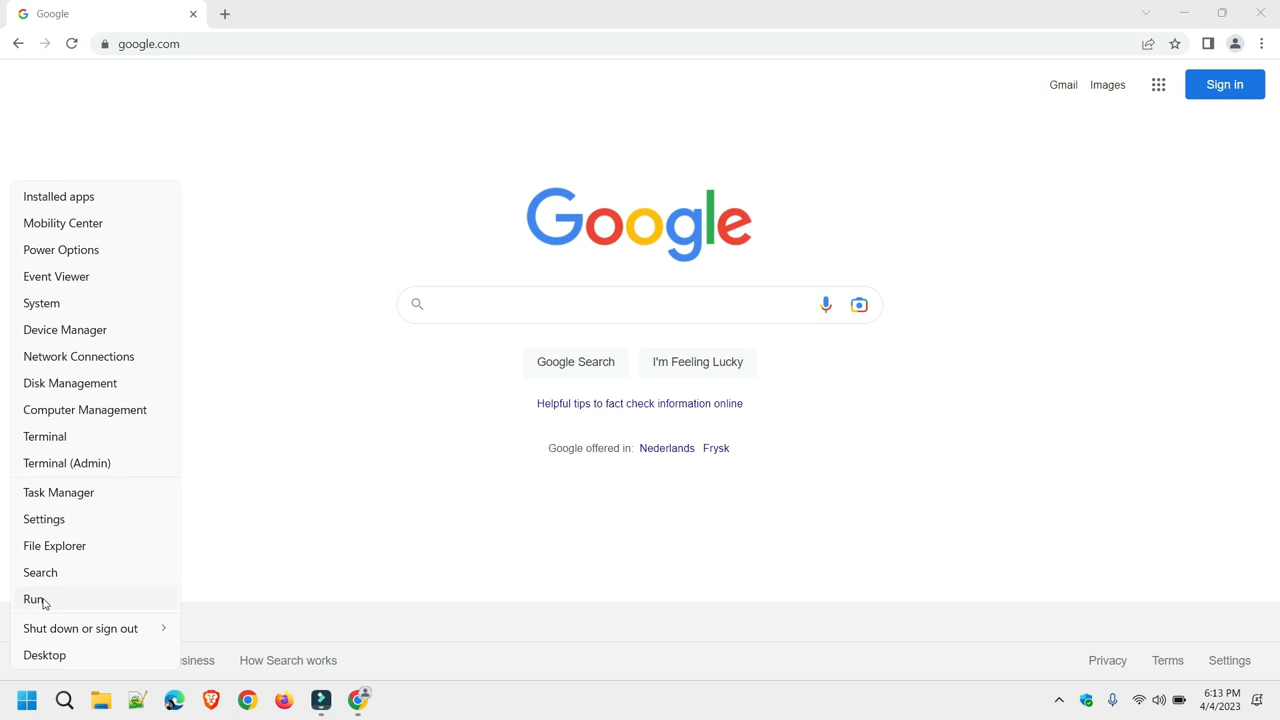 Google
google.com
Gmail Images Sign in
Google
Google Search I'm Feeling Lucky
Helpful tips to fact check information online
Google offered in: Nederlands Frysk
Installed apps
Mobility Center
Power Options
Event Viewer
System
Device Manager
Network Connections
Disk Management
Computer Management
Terminal
Terminal (Admin)
Task Manager
Settings
File Explorer
Search
Run
Shut down or sign out
Desktop
siness How Search works Privacy Terms Settings
6:13 PM
4/4/2023